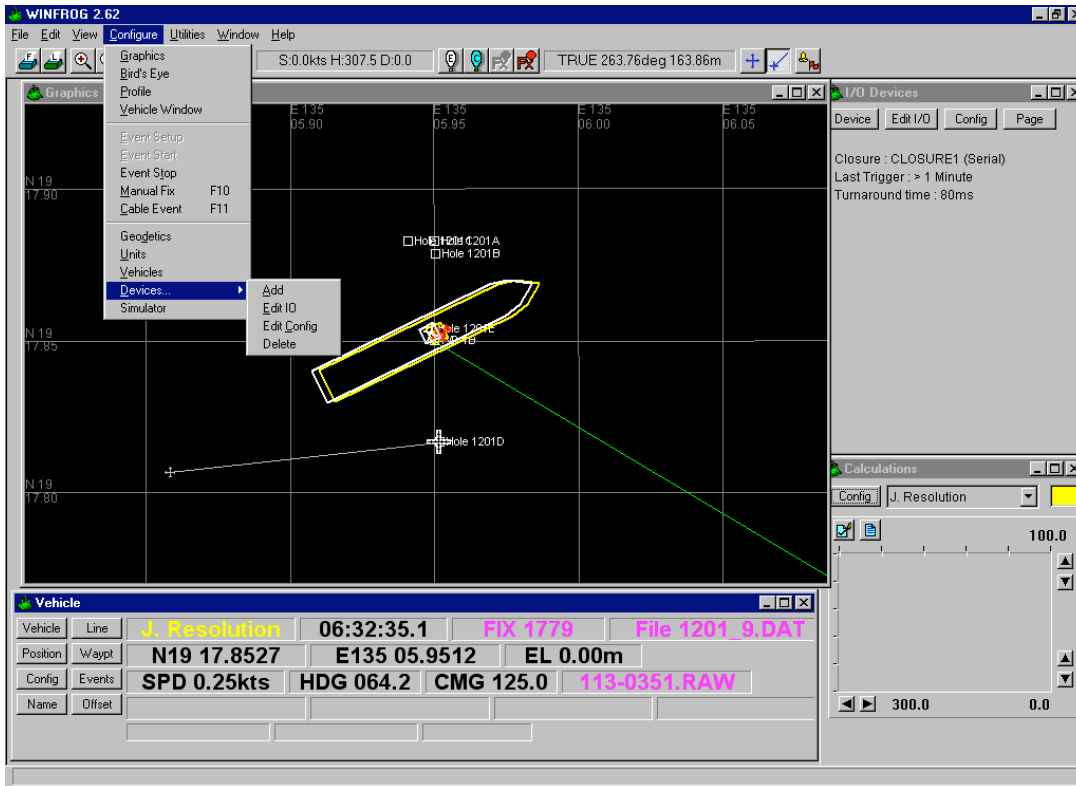 WINFROG 2.62
File Edit View Configure Utilities Window Help
S:0.0kts H:307.5 D:0.0 TRUE 263.76deg 163.86m
Graphics
Bird's Eye
Profile
Vehicle Window
Event Setup
Event Start
Event Stop
Manual Fix F10
Cable Event F11
Geodetics
Units
Vehicles
Devices...
Simulator
Add
Edit IO
Edit Config
Delete
Graphics
E 135
05.90
E 135
05.95
E 135
06.00
E 135
06.05
N 19
17.90
N 19
17.85
N 19
17.80
Hole 1201A
Hole 1201B
Hole 1201D
I/O Devices
Device Edit I/O Config Page
Closure : CLOSURE1 (Serial)
Last Trigger : > 1 Minute
Turnaround time : 80ms
Calculations
Config J. Resolution
100.0
300.0 0.0
Vehicle
Vehicle Line J. Resolution 06:32:35.1 FIX 1779 File 1201_9.DAT
Position Waypt N19 17.8527 E135 05.9512 EL 0.00m
Config Events SPD 0.25kts HDG 064.2 CMG 125.0 113-0351.RAW
Name Offset